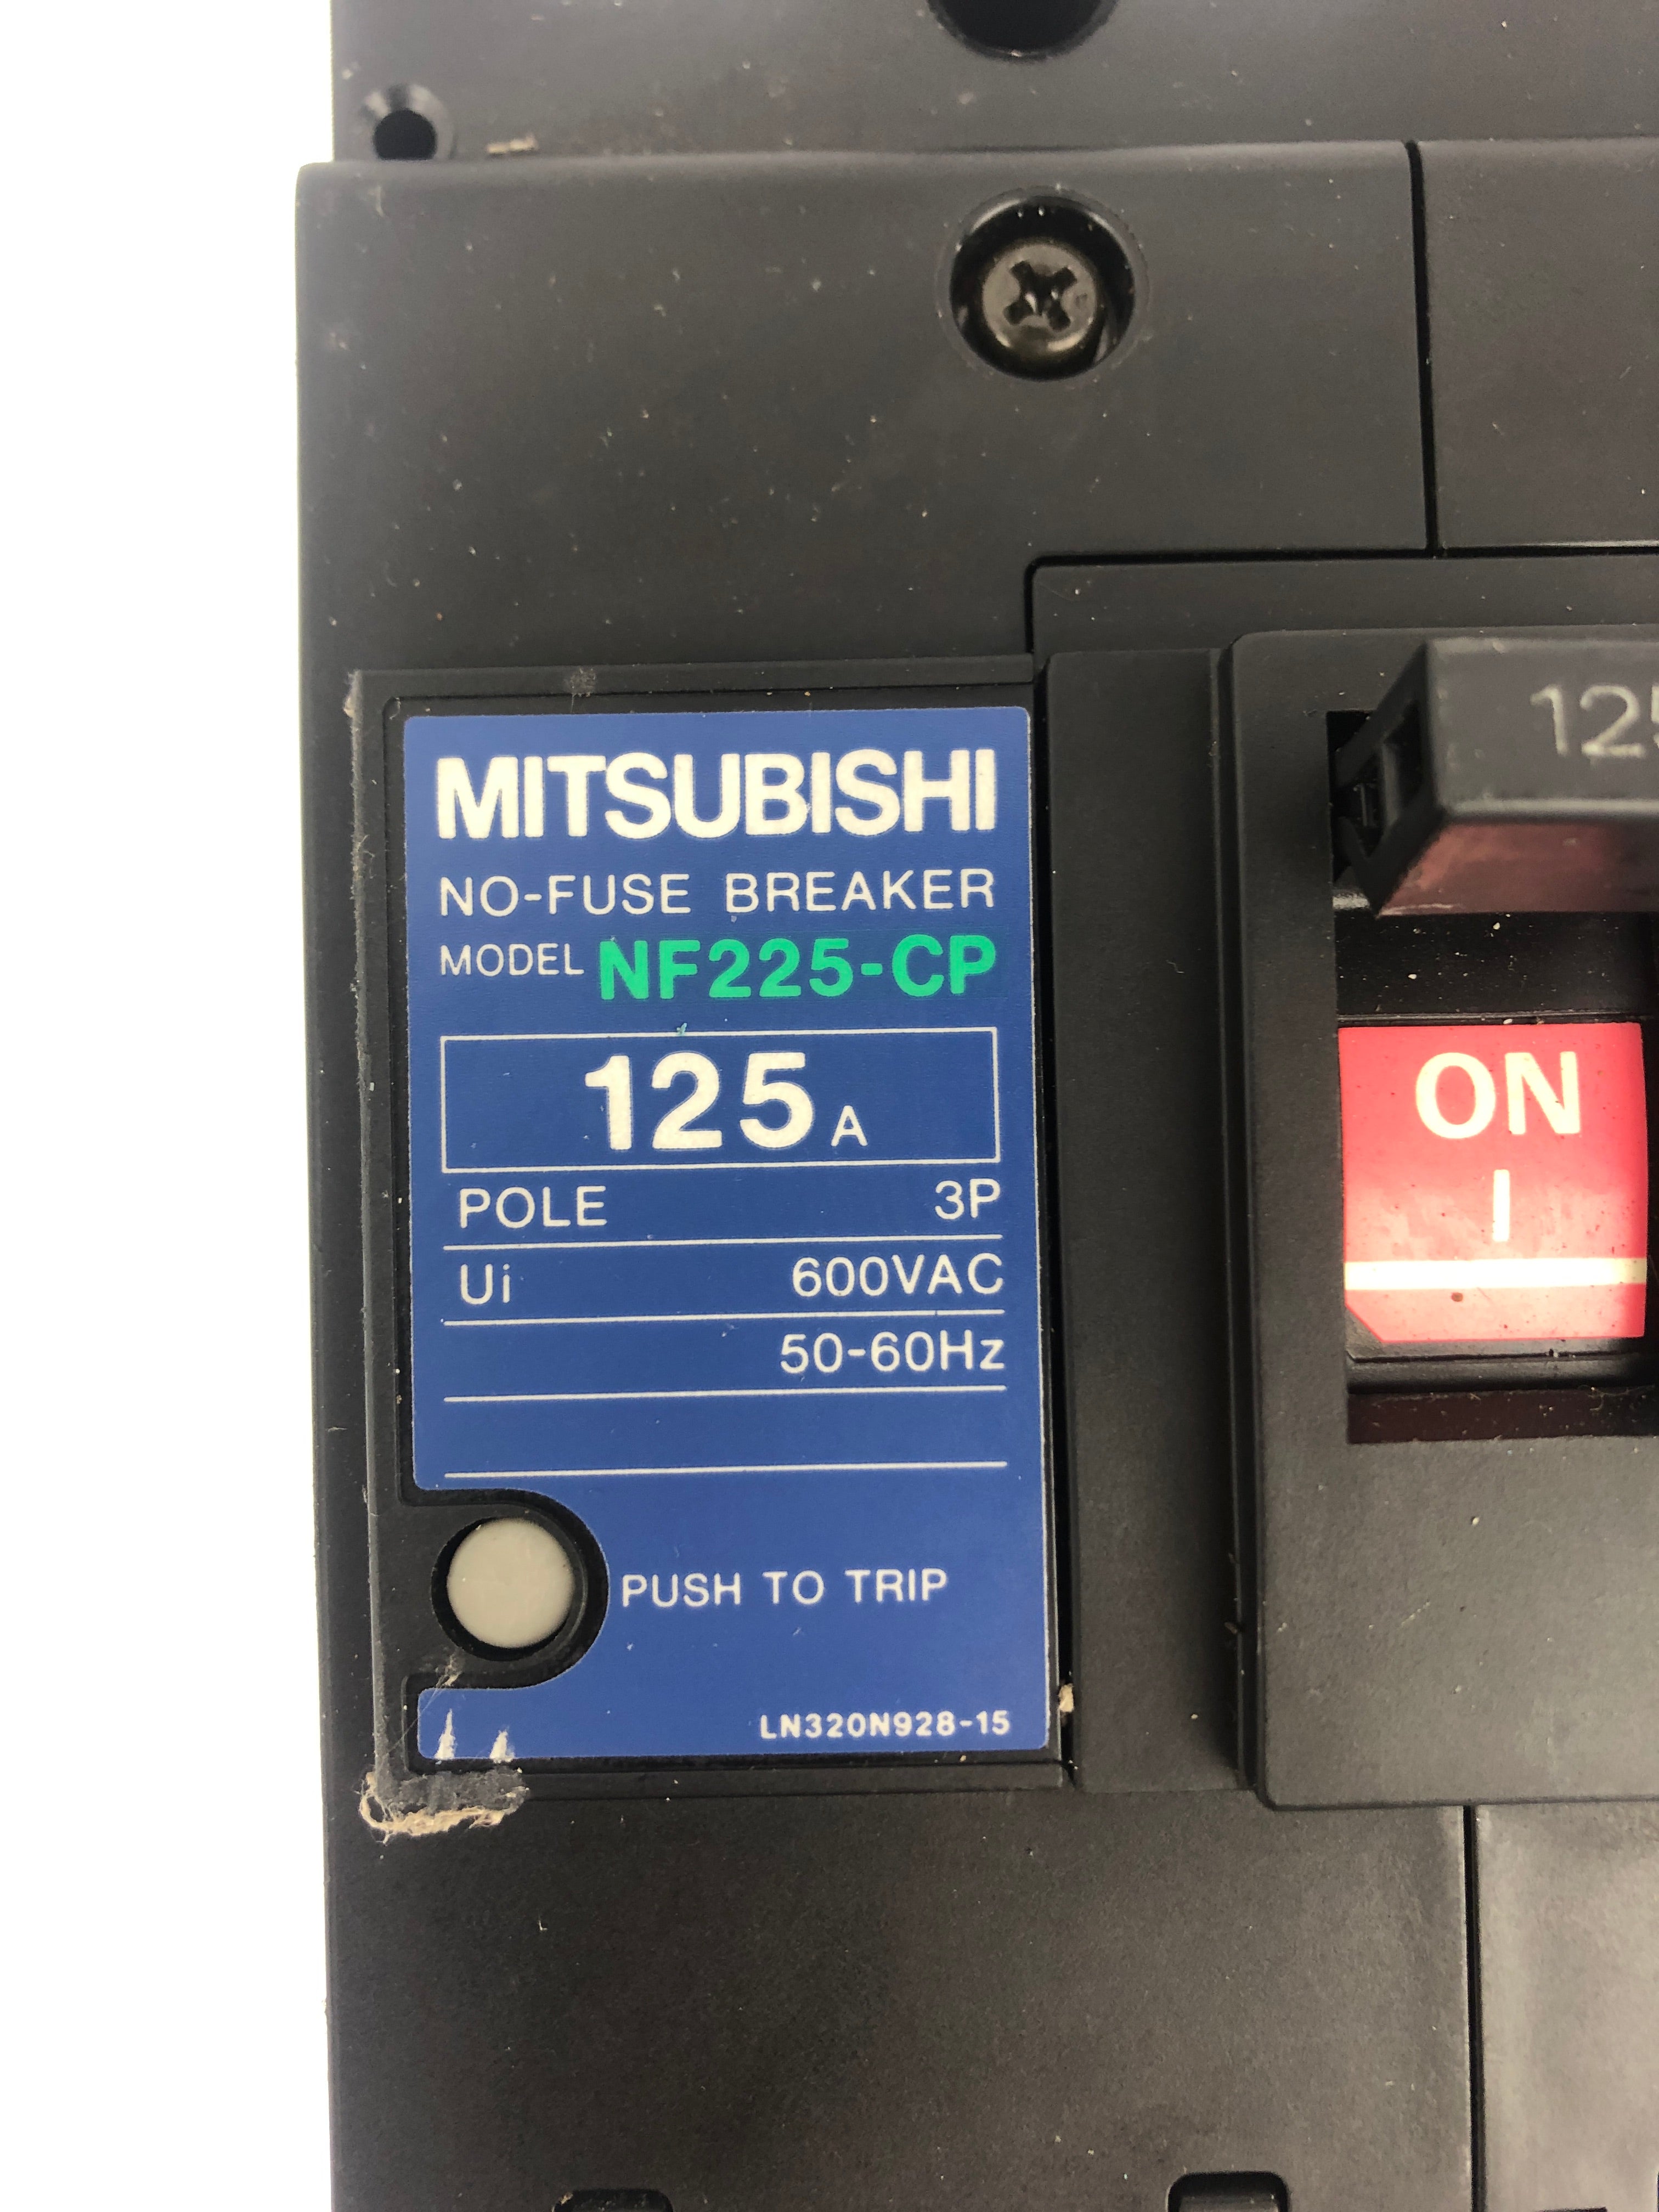 MITSUBISHI
NO-FUSE BREAKER
MODEL NF225-CP
125 A
POLE 3P
Ui 600VAC
50-60Hz
PUSH TO TRIP
LN320N928-15
ON
I